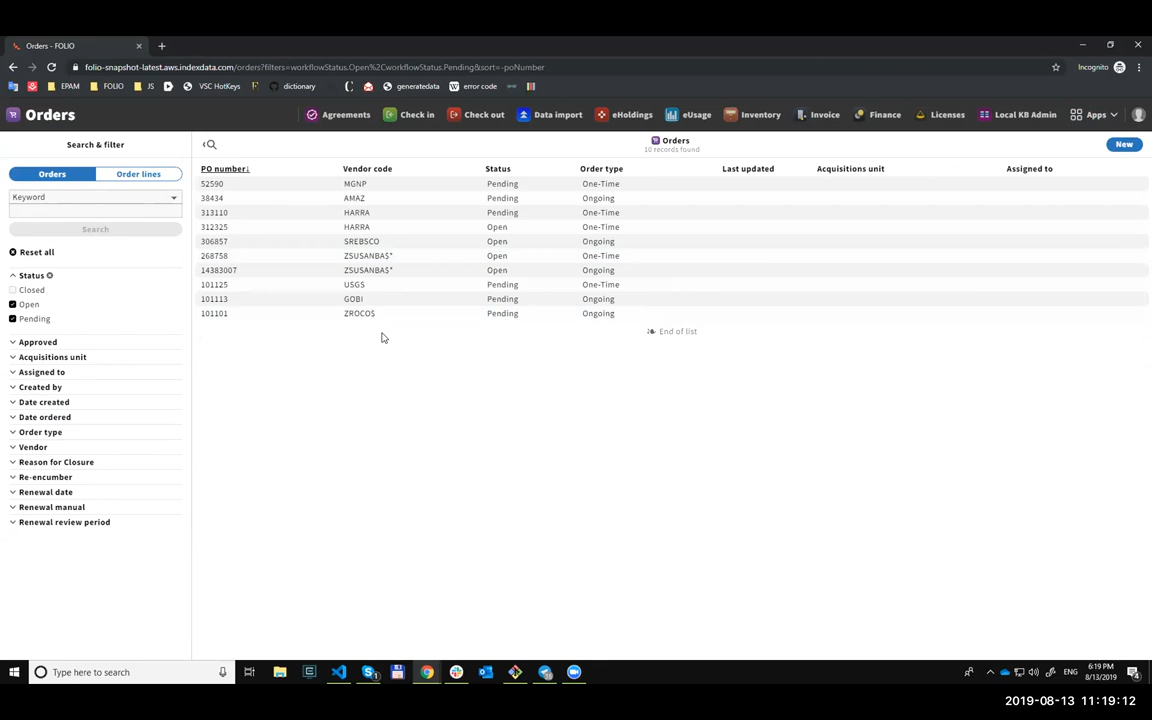 Orders - FOLIO
folio-snapshot-latest.aws.indexdata.com/orders?filters=workflowStatus.Open%2CworkflowStatus.Pending&sort=-poNumber
Incognito
EPAM FOLIO JS VSC HotKeys dictionary generatedata error code
Orders Agreements Check in Check out Data import eHoldings eUsage Inventory Invoice Finance Licenses Local KB Admin Apps
Search & filter
Orders
10 records found
New
Orders Order lines
Keyword
Search
Reset all
Status
Closed
Open
Pending
Approved
Acquisitions unit
Assigned to
Created by
Date created
Date ordered
Order type
Vendor
Reason for Closure
Re-encumber
Renewal date
Renewal manual
Renewal review period
PO number↓ Vendor code Status Order type Last updated Acquisitions unit Assigned to
52590 MGNP Pending One-Time
38434 AMAZ Pending Ongoing
313110 HARRA Pending One-Time
312325 HARRA Open One-Time
306857 SREBSCO Open Ongoing
268758 ZSUSANBA$* Open One-Time
14383007 ZSUSANBA$* Open Ongoing
101125 USGS Pending One-Time
101113 GOBI Pending Ongoing
101101 ZROCO$ Pending Ongoing
End of list
Type here to search
ENG
6:19 PM
8/13/2019
2019-08-13 11:19:12